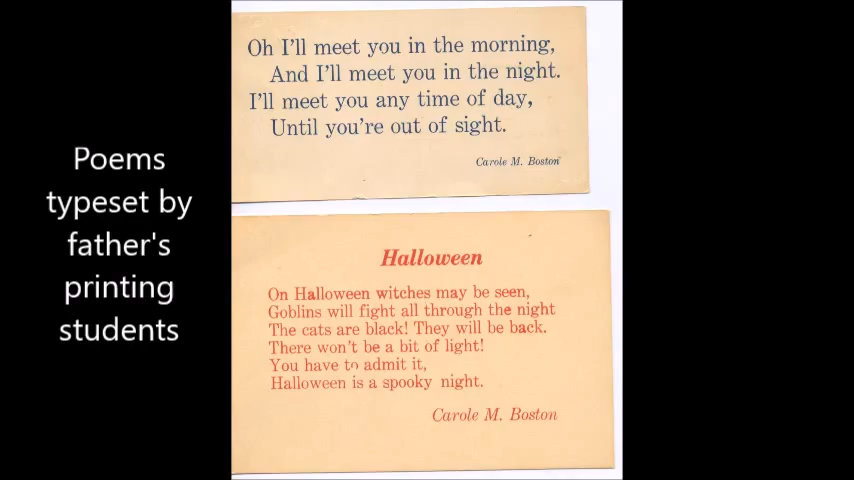 Poems
typeset by
father's
printing
students
Oh I'll meet you in the morning,
And I'll meet you in the night.
I'll meet you any time of day,
Until you're out of sight.
Carole M. Boston
Halloween
On Halloween witches may be seen,
Goblins will fight all through the night
The cats are black! They will be back.
There won't be a bit of light!
You have to admit it,
Halloween is a spooky night.
Carole M. Boston